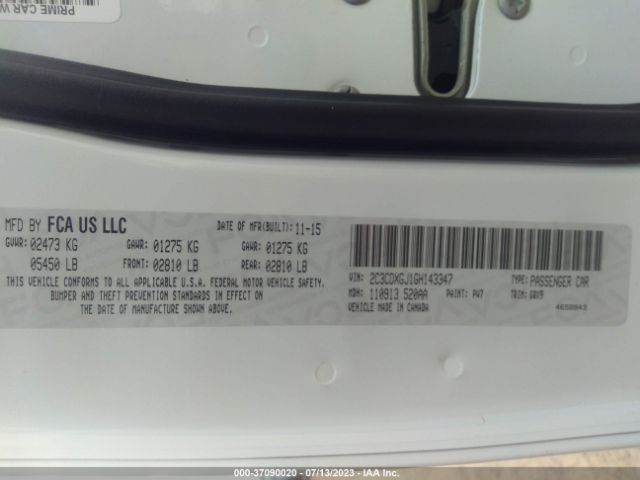 PRIME CAR W
MFD BY FCA US LLC DATE OF MFR(BUILT): 11-15
GVWR: 02473 KG GAWR: 01275 KG GAWR: 01275 KG
05450 LB FRONT: 02810 LB REAR: 02810 LB
THIS VEHICLE CONFORMS TO ALL APPLICABLE U.S.A. FEDERAL MOTOR VEHICLE SAFETY,
BUMPER AND THEFT PREVENTION STANDARDS IN EFFECT ON
THE DATE OF MANUFACTURE SHOWN ABOVE.
VIN: 2C3CDXGJ1GH143347 TYPE: PASSENGER CAR
MDH: 110913 520AA PAINT: PW7 TRIM: GRX9
VEHICLE MADE IN CANADA 4650843
000-37090020 - 07/13/2023 - IAA Inc.